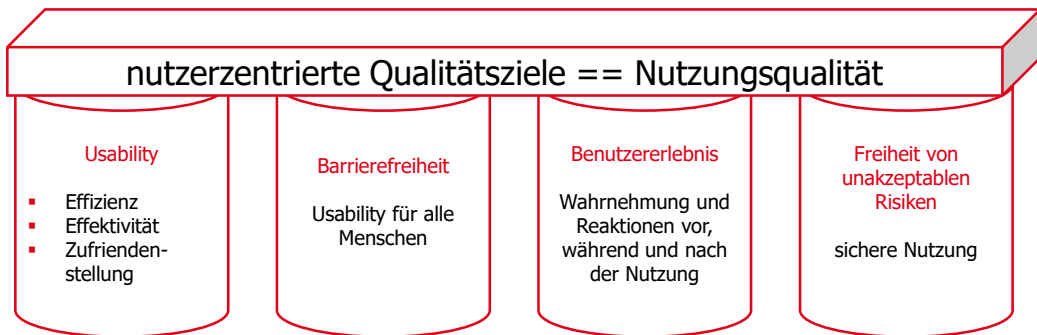 nutzerzentrierte Qualitätsziele == Nutzungsqualität
Usability
▪ Effizienz
▪ Effektivität
▪ Zufrienden-
stellung
Barrierefreiheit
Usability für alle
Menschen
Benutzererlebnis
Wahrnehmung und
Reaktionen vor,
während und nach
der Nutzung
Freiheit von
unakzeptablen
Risiken
sichere Nutzung